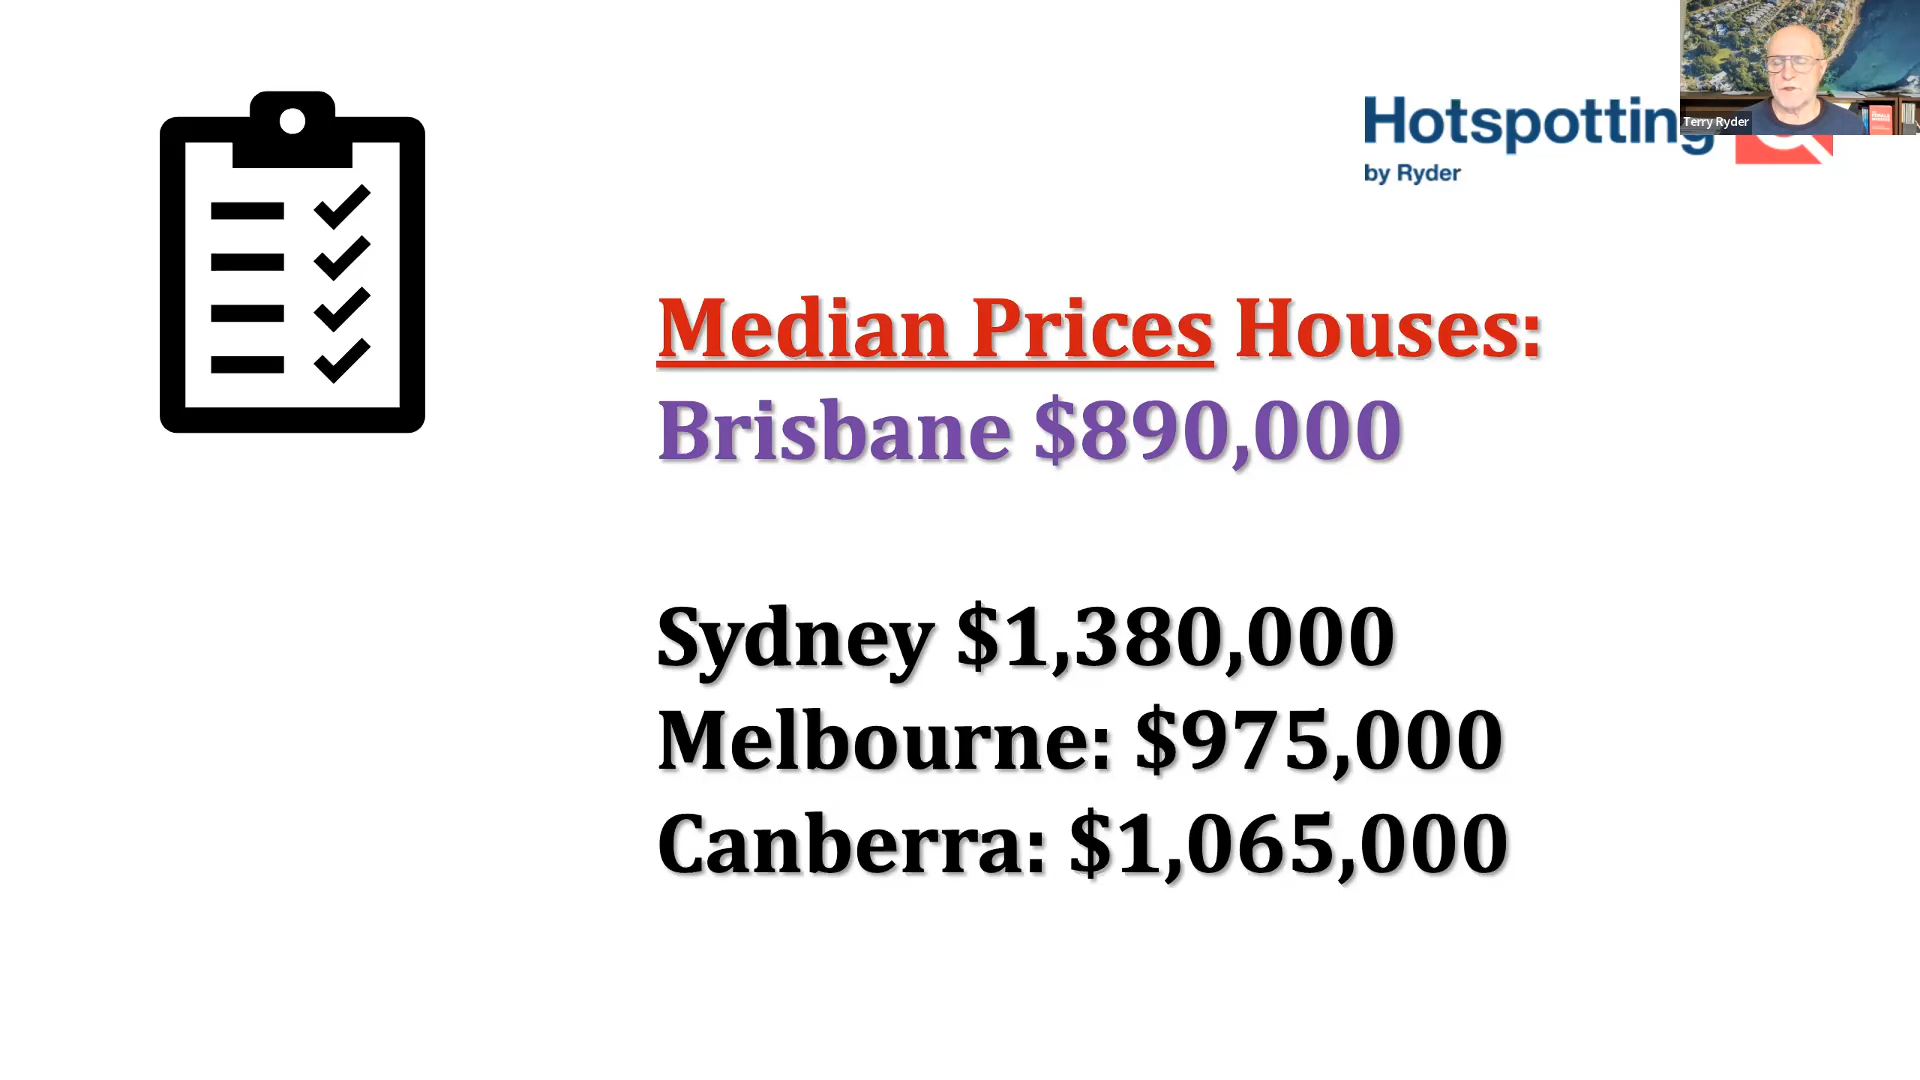 Hotspotting
by Ryder
Terry Ryder
Median Prices Houses:
Brisbane $890,000
Sydney $1,380,000
Melbourne: $975,000
Canberra: $1,065,000